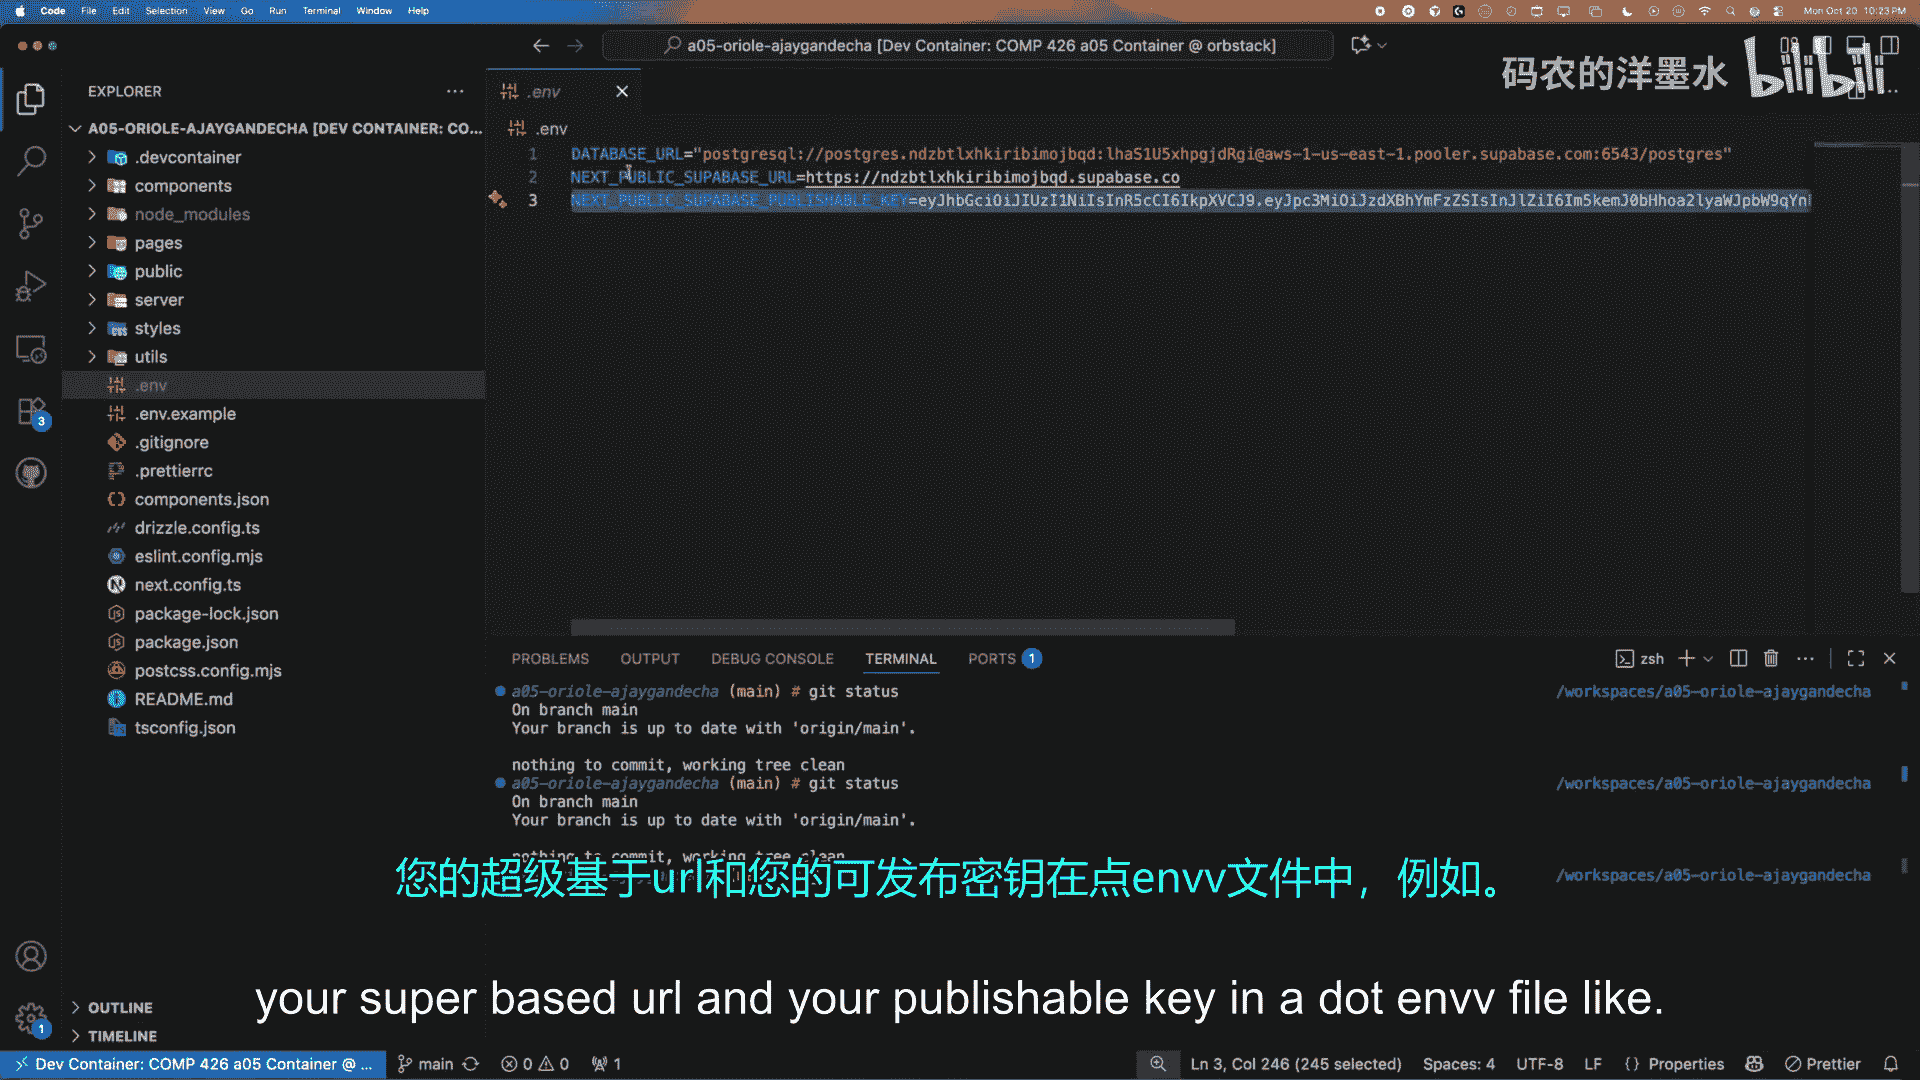 Code File Edit Selection View Go Run Terminal Window Help
Mon Oct 20 10:23 PM
a05-oriole-ajaygandecha [Dev Container: COMP 426 a05 Container @ orbstack]
码农的洋墨水
bilibili
EXPLORER
A05-ORIOLE-AJAYGANDECHA [DEV CONTAINER: CO...
.devcontainer
components
node_modules
pages
public
server
styles
utils
.env
.env.example
.gitignore
.prettierrc
components.json
drizzle.config.ts
eslint.config.mjs
next.config.ts
package-lock.json
package.json
postcss.config.mjs
README.md
tsconfig.json
OUTLINE
TIMELINE
3
1
.env
.env
1 DATABASE_URL="postgresql://postgres.ndzbtlxhkiribimojbqd:lhaS1U5xhpgjdRgi@aws-1-us-east-1.pooler.supabase.com:6543/postgres"
2 NEXT_PUBLIC_SUPABASE_URL=https://ndzbtlxhkiribimojbqd.supabase.co
3 NEXT_PUBLIC_SUPABASE_PUBLISHABLE_KEY=eyJhbGciOiJIUzI1NiIsInR5cCI6IkpXVCJ9.eyJpc3MiOiJzdXBhYmFzZSIsInJlZiI6Im5kemJ0bHhoa2lyaWJpbW9qYn
PROBLEMS OUTPUT DEBUG CONSOLE TERMINAL PORTS 1
zsh
a05-oriole-ajaygandecha (main) # git status /workspaces/a05-oriole-ajaygandecha
On branch main
Your branch is up to date with 'origin/main'.
nothing to commit, working tree clean
a05-oriole-ajaygandecha (main) # git status /workspaces/a05-oriole-ajaygandecha
On branch main
Your branch is up to date with 'origin/main'.
nothing to commit, working tree clean
/workspaces/a05-oriole-ajaygandecha
您的超级基于url和您的可发布密钥在点envv文件中，例如。
your super based url and your publishable key in a dot envv file like.
Dev Container: COMP 426 a05 Container @ ... main 0 0 1
Ln 3, Col 246 (245 selected) Spaces: 4 UTF-8 LF {} Properties Prettier